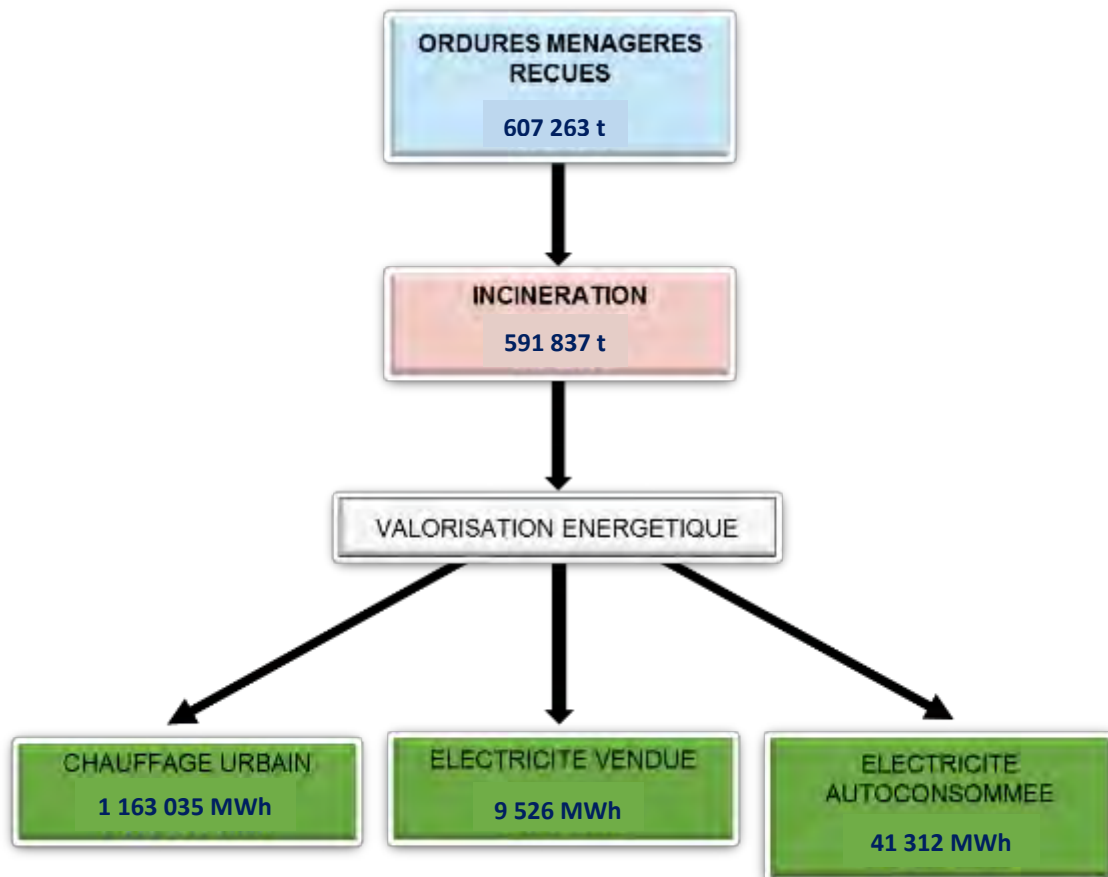 ORDURES MENAGERES
RECUES
607 263 t
INCINERATION
591 837 t
VALORISATION ENERGETIQUE
CHAUFFAGE URBAIN
1 163 035 MWh
ELECTRICITE VENDUE
9 526 MWh
ELECTRICITE
AUTOCONSOMMEE
41 312 MWh